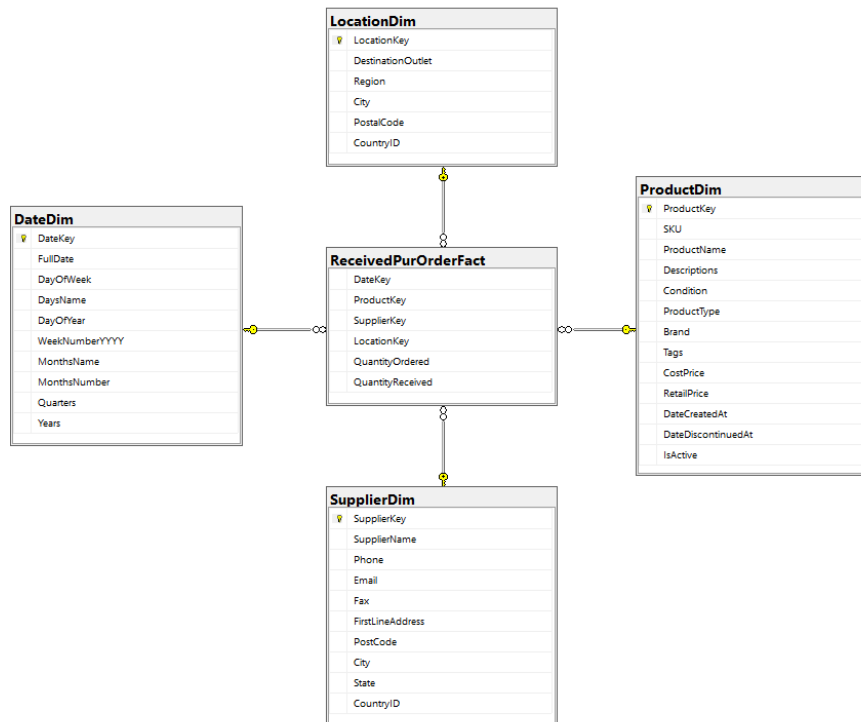 LocationDim
LocationKey
DestinationOutlet
Region
City
PostalCode
CountryID
DateDim
DateKey
FullDate
DayOfWeek
DaysName
DayOfYear
WeekNumberYYYY
MonthsName
MonthsNumber
Quarters
Years
ReceivedPurOrderFact
DateKey
ProductKey
SupplierKey
LocationKey
QuantityOrdered
QuantityReceived
ProductDim
ProductKey
SKU
ProductName
Descriptions
Condition
ProductType
Brand
Tags
CostPrice
RetailPrice
DateCreatedAt
DateDiscontinuedAt
IsActive
SupplierDim
SupplierKey
SupplierName
Phone
Email
Fax
FirstLineAddress
PostCode
City
State
CountryID